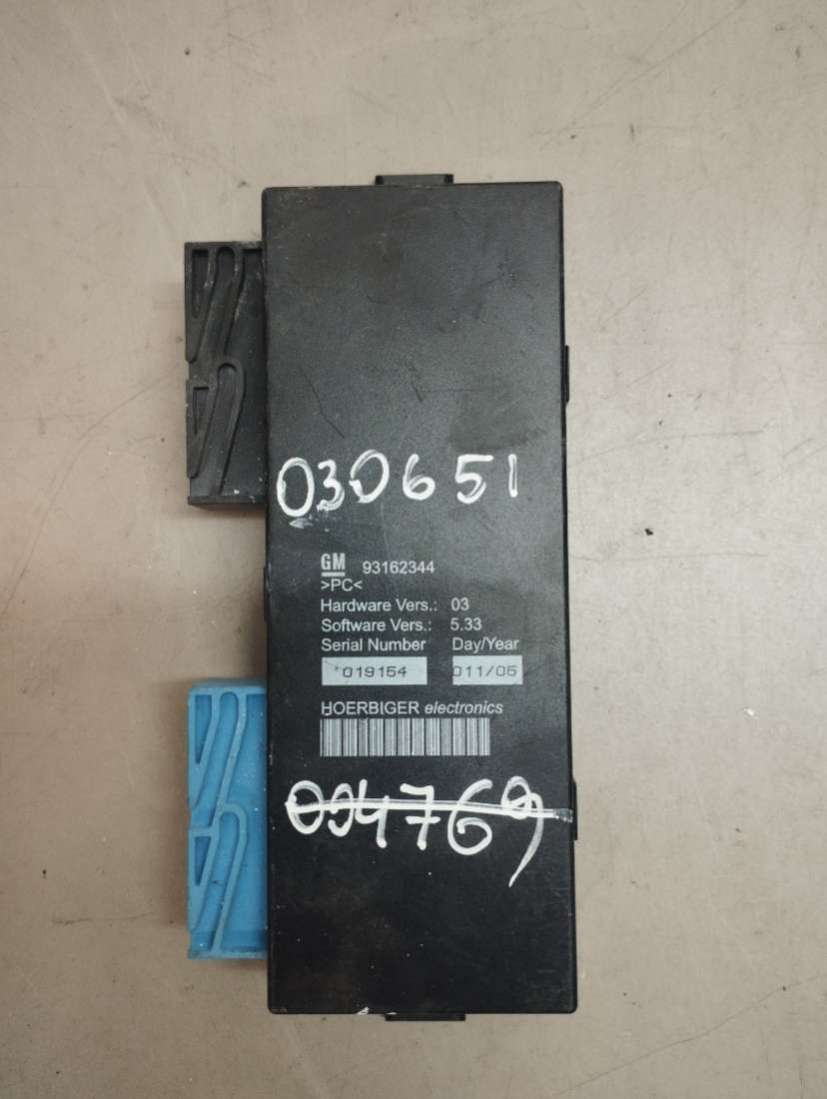 030651
GM 93162344
>PC<
Hardware Vers.: 03
Software Vers.: 5.33
Serial Number Day/Year
*019154 011/05
HOERBIGER electronics
094769